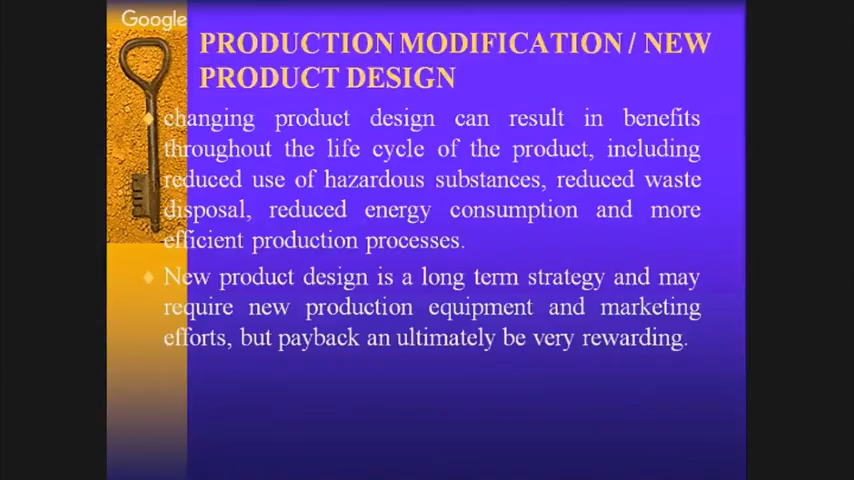 Google
PRODUCTION MODIFICATION / NEW
PRODUCT DESIGN
changing product design can result in benefits
throughout the life cycle of the product, including
reduced use of hazardous substances, reduced waste
disposal, reduced energy consumption and more
efficient production processes.
New product design is a long term strategy and may
require new production equipment and marketing
efforts, but payback an ultimately be very rewarding.